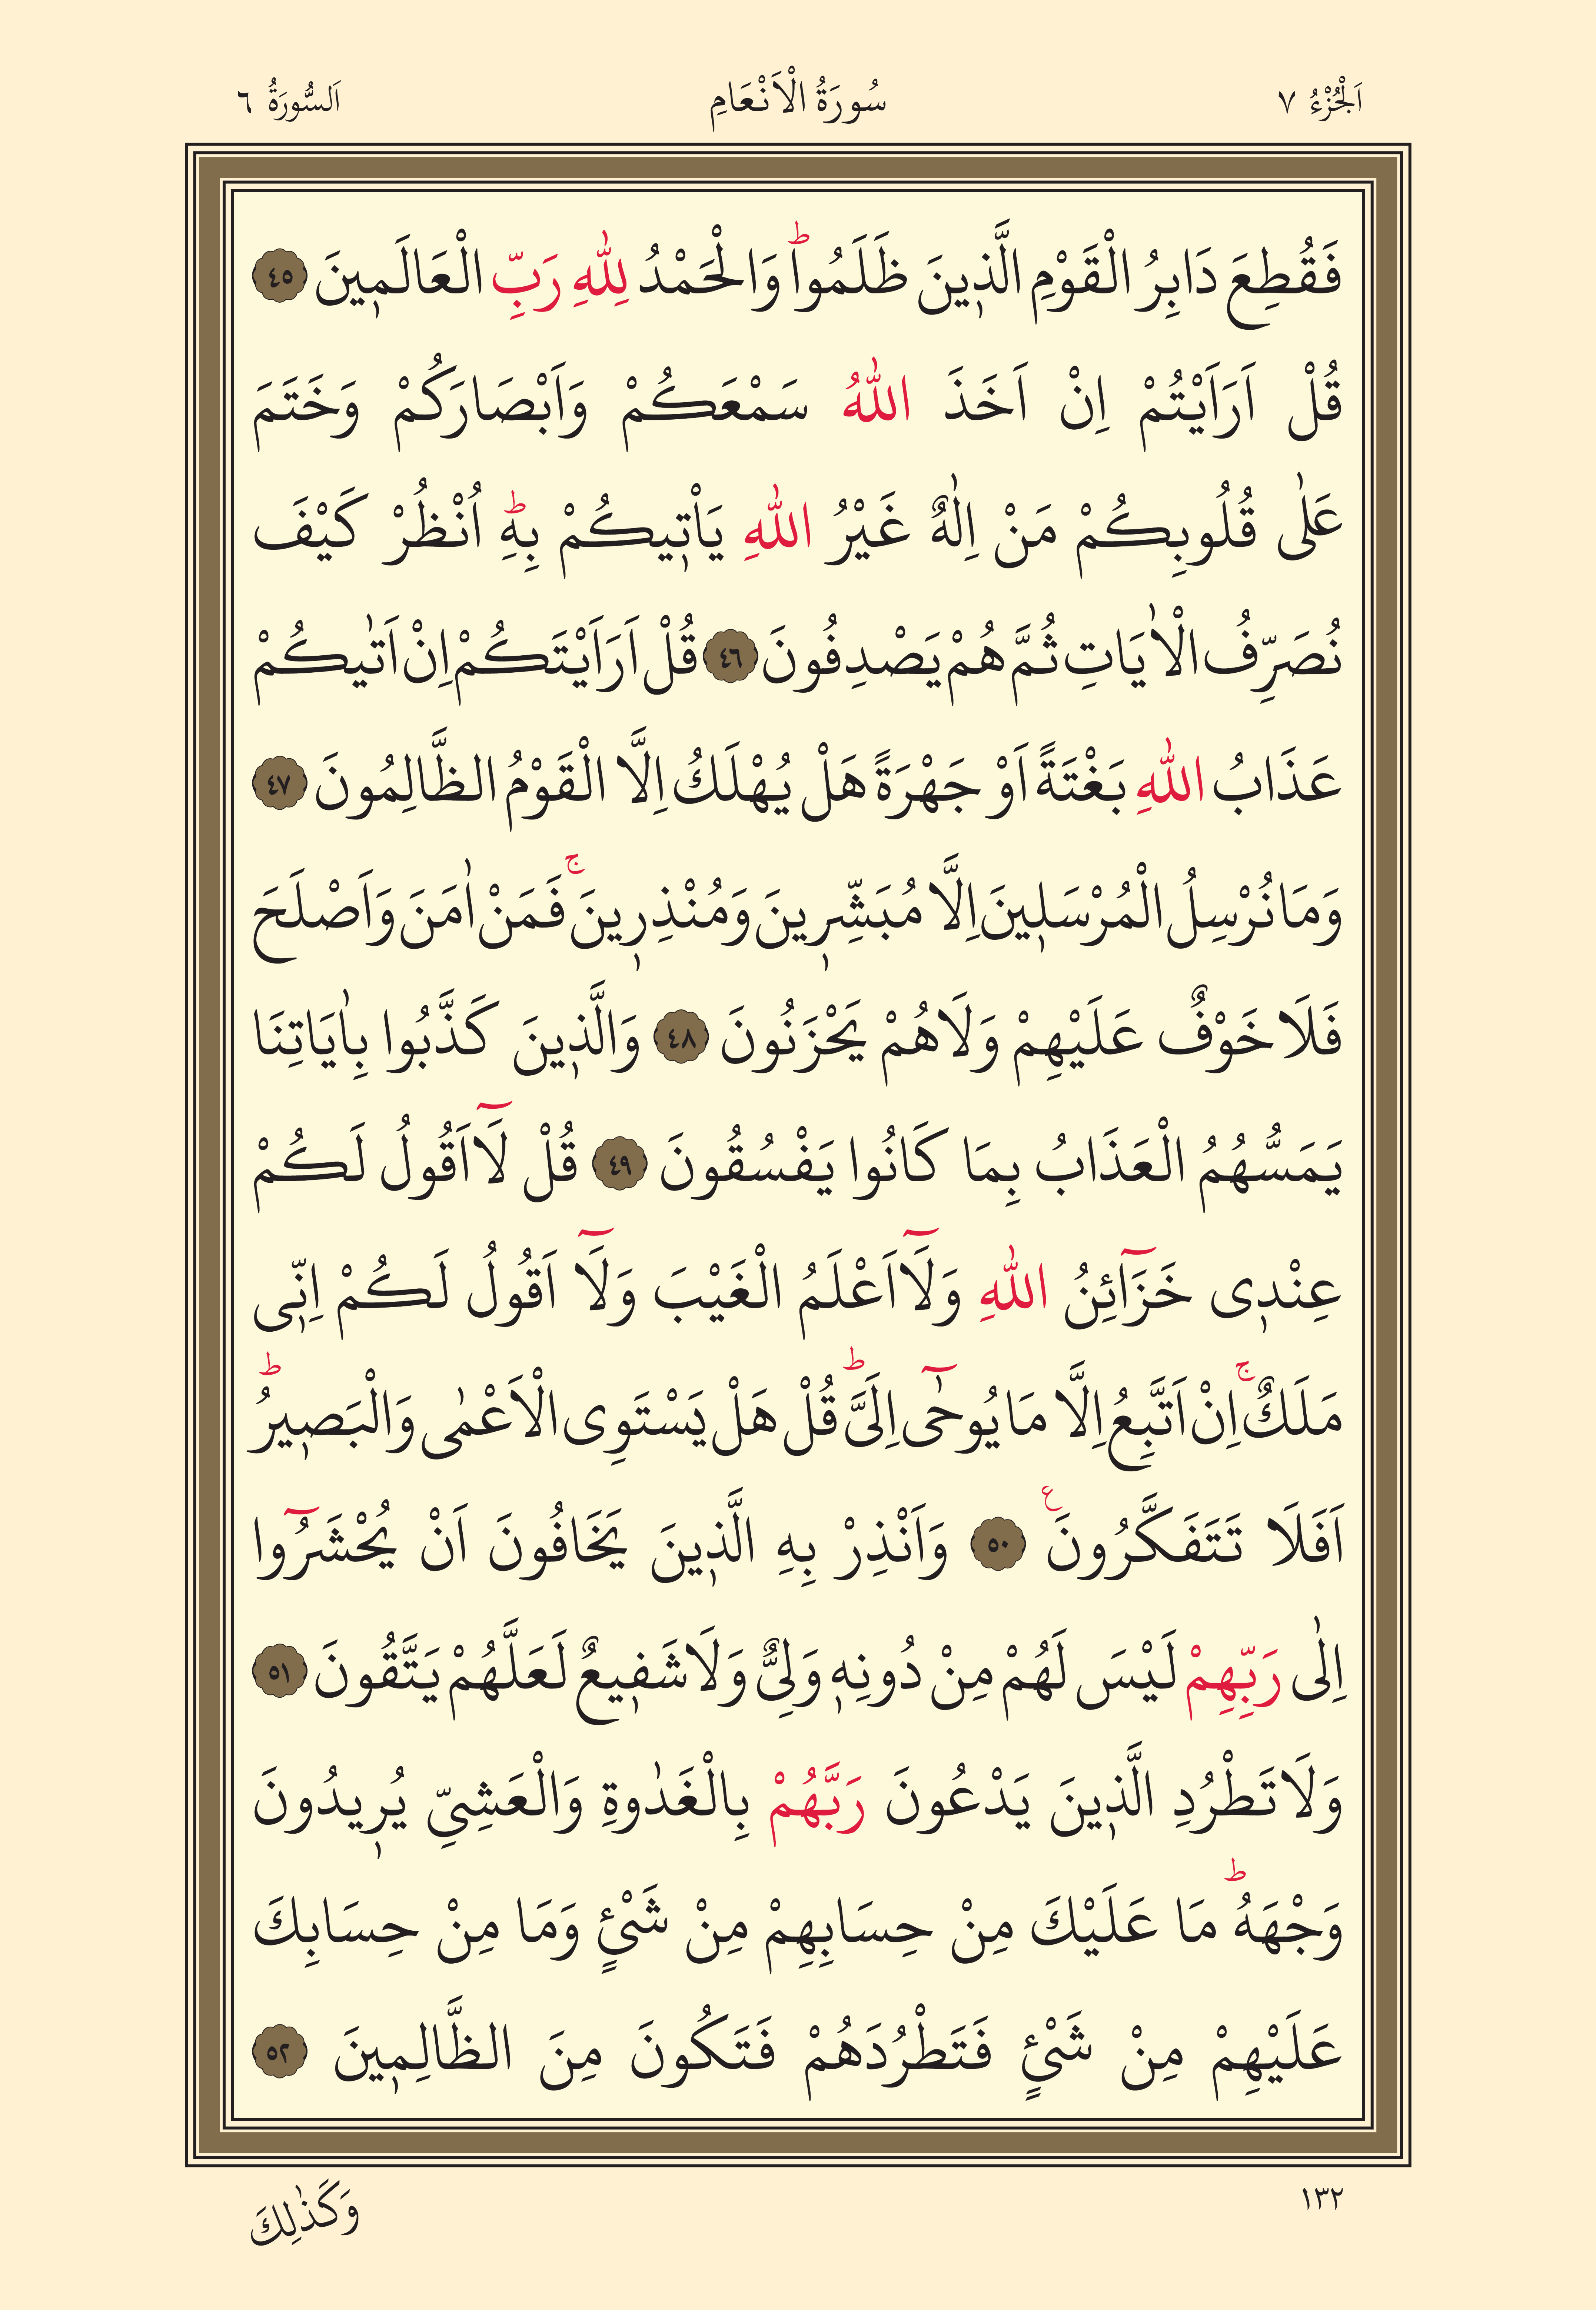 اَلْجُزْءُ ٧ سُورَةُ الْاَنْعَامِ اَلسُّورَةُ ٦
فَقُطِعَ دَابِرُ الْقَوْمِ الَّذٖينَ ظَلَمُواؕ وَالْحَمْدُ لِلّٰهِ رَبِّ الْعَالَمٖينَ ٤٥
قُلْ اَرَاَيْتُمْ اِنْ اَخَذَ اللّٰهُ سَمْعَكُمْ وَاَبْصَارَكُمْ وَخَتَمَ
عَلٰى قُلُوبِكُمْ مَنْ اِلٰهٌ غَيْرُ اللّٰهِ يَاْتٖيكُمْ بِهِؕ اُنْظُرْ كَيْفَ
نُصَرِّفُ الْاٰيَاتِ ثُمَّ هُمْ يَصْدِفُونَ ٤٦ قُلْ اَرَاَيْتَكُمْ اِنْ اَتٰيكُمْ
عَذَابُ اللّٰهِ بَغْتَةً اَوْ جَهْرَةً هَلْ يُهْلَكُ اِلَّا الْقَوْمُ الظَّالِمُونَ ٤٧
وَمَا نُرْسِلُ الْمُرْسَلٖينَ اِلَّا مُبَشِّرٖينَ وَمُنْذِرٖينَۚ فَمَنْ اٰمَنَ وَاَصْلَحَ
فَلَا خَوْفٌ عَلَيْهِمْ وَلَا هُمْ يَحْزَنُونَ ٤٨ وَالَّذٖينَ كَذَّبُوا بِاٰيَاتِنَا
يَمَسُّهُمُ الْعَذَابُ بِمَا كَانُوا يَفْسُقُونَ ٤٩ قُلْ لَٓا اَقُولُ لَكُمْ
عِنْدٖى خَزَٓائِنُ اللّٰهِ وَلَٓا اَعْلَمُ الْغَيْبَ وَلَٓا اَقُولُ لَكُمْ اِنّٖى
مَلَكٌۚ اِنْ اَتَّبِعُ اِلَّا مَا يُوحٰٓى اِلَىَّؕ قُلْ هَلْ يَسْتَوِى الْاَعْمٰى وَالْبَصٖيرُؕ
اَفَلَا تَتَفَكَّرُونَ ع ٥٠ وَاَنْذِرْ بِهِ الَّذٖينَ يَخَافُونَ اَنْ يُحْشَرُٓوا
اِلٰى رَبِّهِمْ لَيْسَ لَهُمْ مِنْ دُونِهٖ وَلِىٌّ وَلَا شَفٖيعٌ لَعَلَّهُمْ يَتَّقُونَ ٥١
وَلَا تَطْرُدِ الَّذٖينَ يَدْعُونَ رَبَّهُمْ بِالْغَدٰوةِ وَالْعَشِىِّ يُرٖيدُونَ
وَجْهَهُؕ مَا عَلَيْكَ مِنْ حِسَابِهِمْ مِنْ شَیْئٍ وَمَا مِنْ حِسَابِكَ
عَلَيْهِمْ مِنْ شَیْئٍ فَتَطْرُدَهُمْ فَتَكُونَ مِنَ الظَّالِمٖينَ ٥٢
١٣٢ وَكَذٰلِكَ